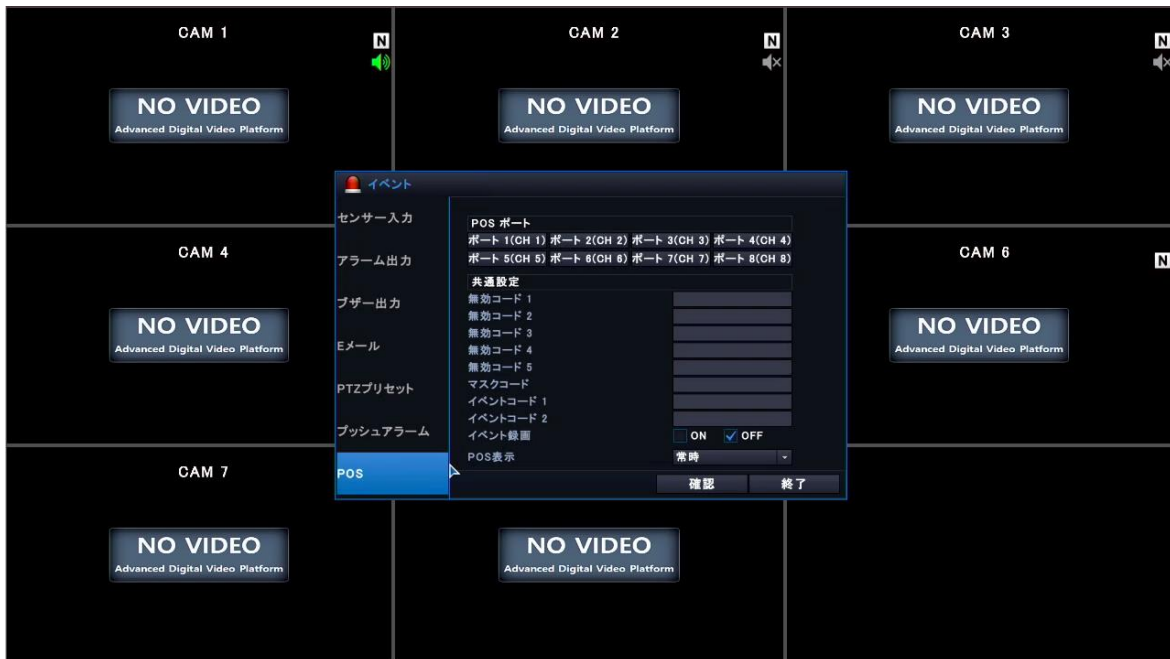 CAM 1
N
CAM 2
N
CAM 3
N
NO VIDEO
Advanced Digital Video Platform
NO VIDEO
Advanced Digital Video Platform
NO VIDEO
Advanced Digital Video Platform
イベント
センサー入力
アラーム出力
ブザー出力
Eメール
PTZプリセット
プッシュアラーム
POS
POS ポート
ポート 1(CH 1) ポート 2(CH 2) ポート 3(CH 3) ポート 4(CH 4)
ポート 5(CH 5) ポート 6(CH 6) ポート 7(CH 7) ポート 8(CH 8)
共通設定
無効コード 1
無効コード 2
無効コード 3
無効コード 4
無効コード 5
マスクコード
イベントコード 1
イベントコード 2
イベント録画 ON OFF
POS表示 常時
確認 終了
CAM 4
NO VIDEO
Advanced Digital Video Platform
CAM 6
N
NO VIDEO
Advanced Digital Video Platform
CAM 7
NO VIDEO
Advanced Digital Video Platform
NO VIDEO
Advanced Digital Video Platform